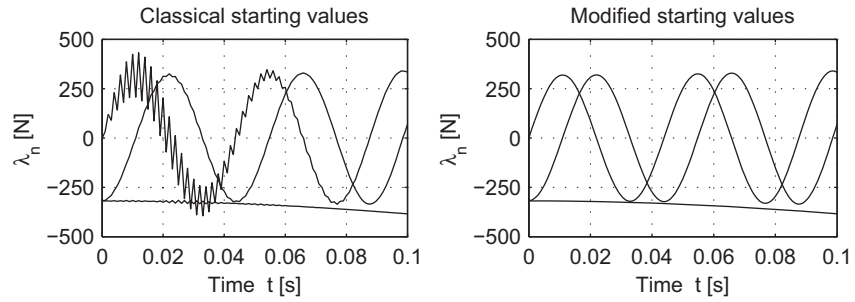 Classical starting values
500
250
0
−250
−500
λn [N]
0 0.02 0.04 0.06 0.08 0.1
Time t [s]
Modified starting values
500
250
0
−250
−500
λn [N]
0 0.02 0.04 0.06 0.08 0.1
Time t [s]